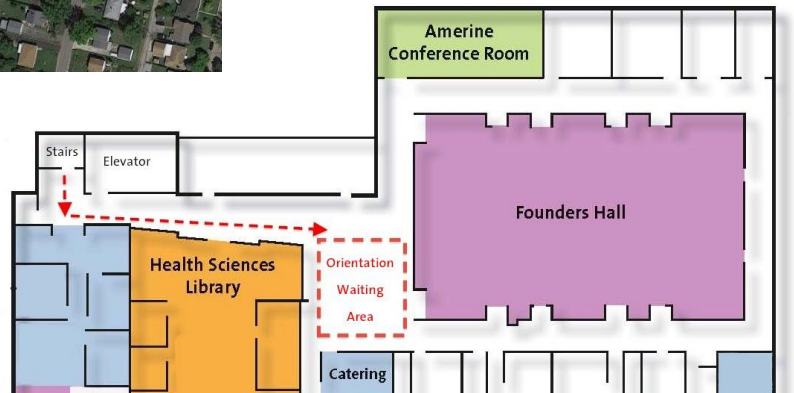 Amerine
Conference Room
Stairs
Elevator
Founders Hall
Health Sciences
Library
Orientation
Waiting
Area
Catering